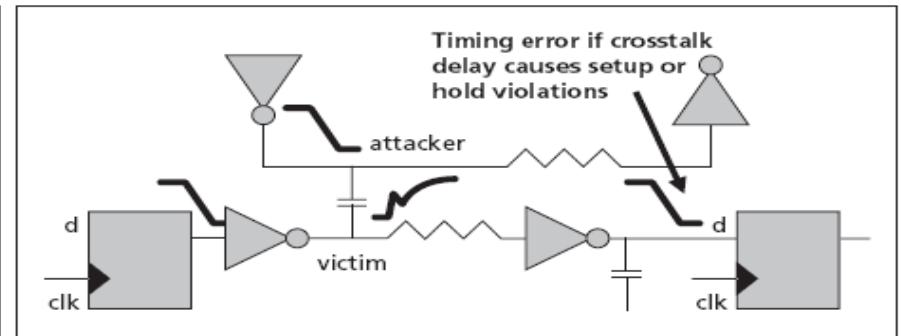 Timing error if crosstalk
delay causes setup or
hold violations
attacker
d
d
victim
clk
clk